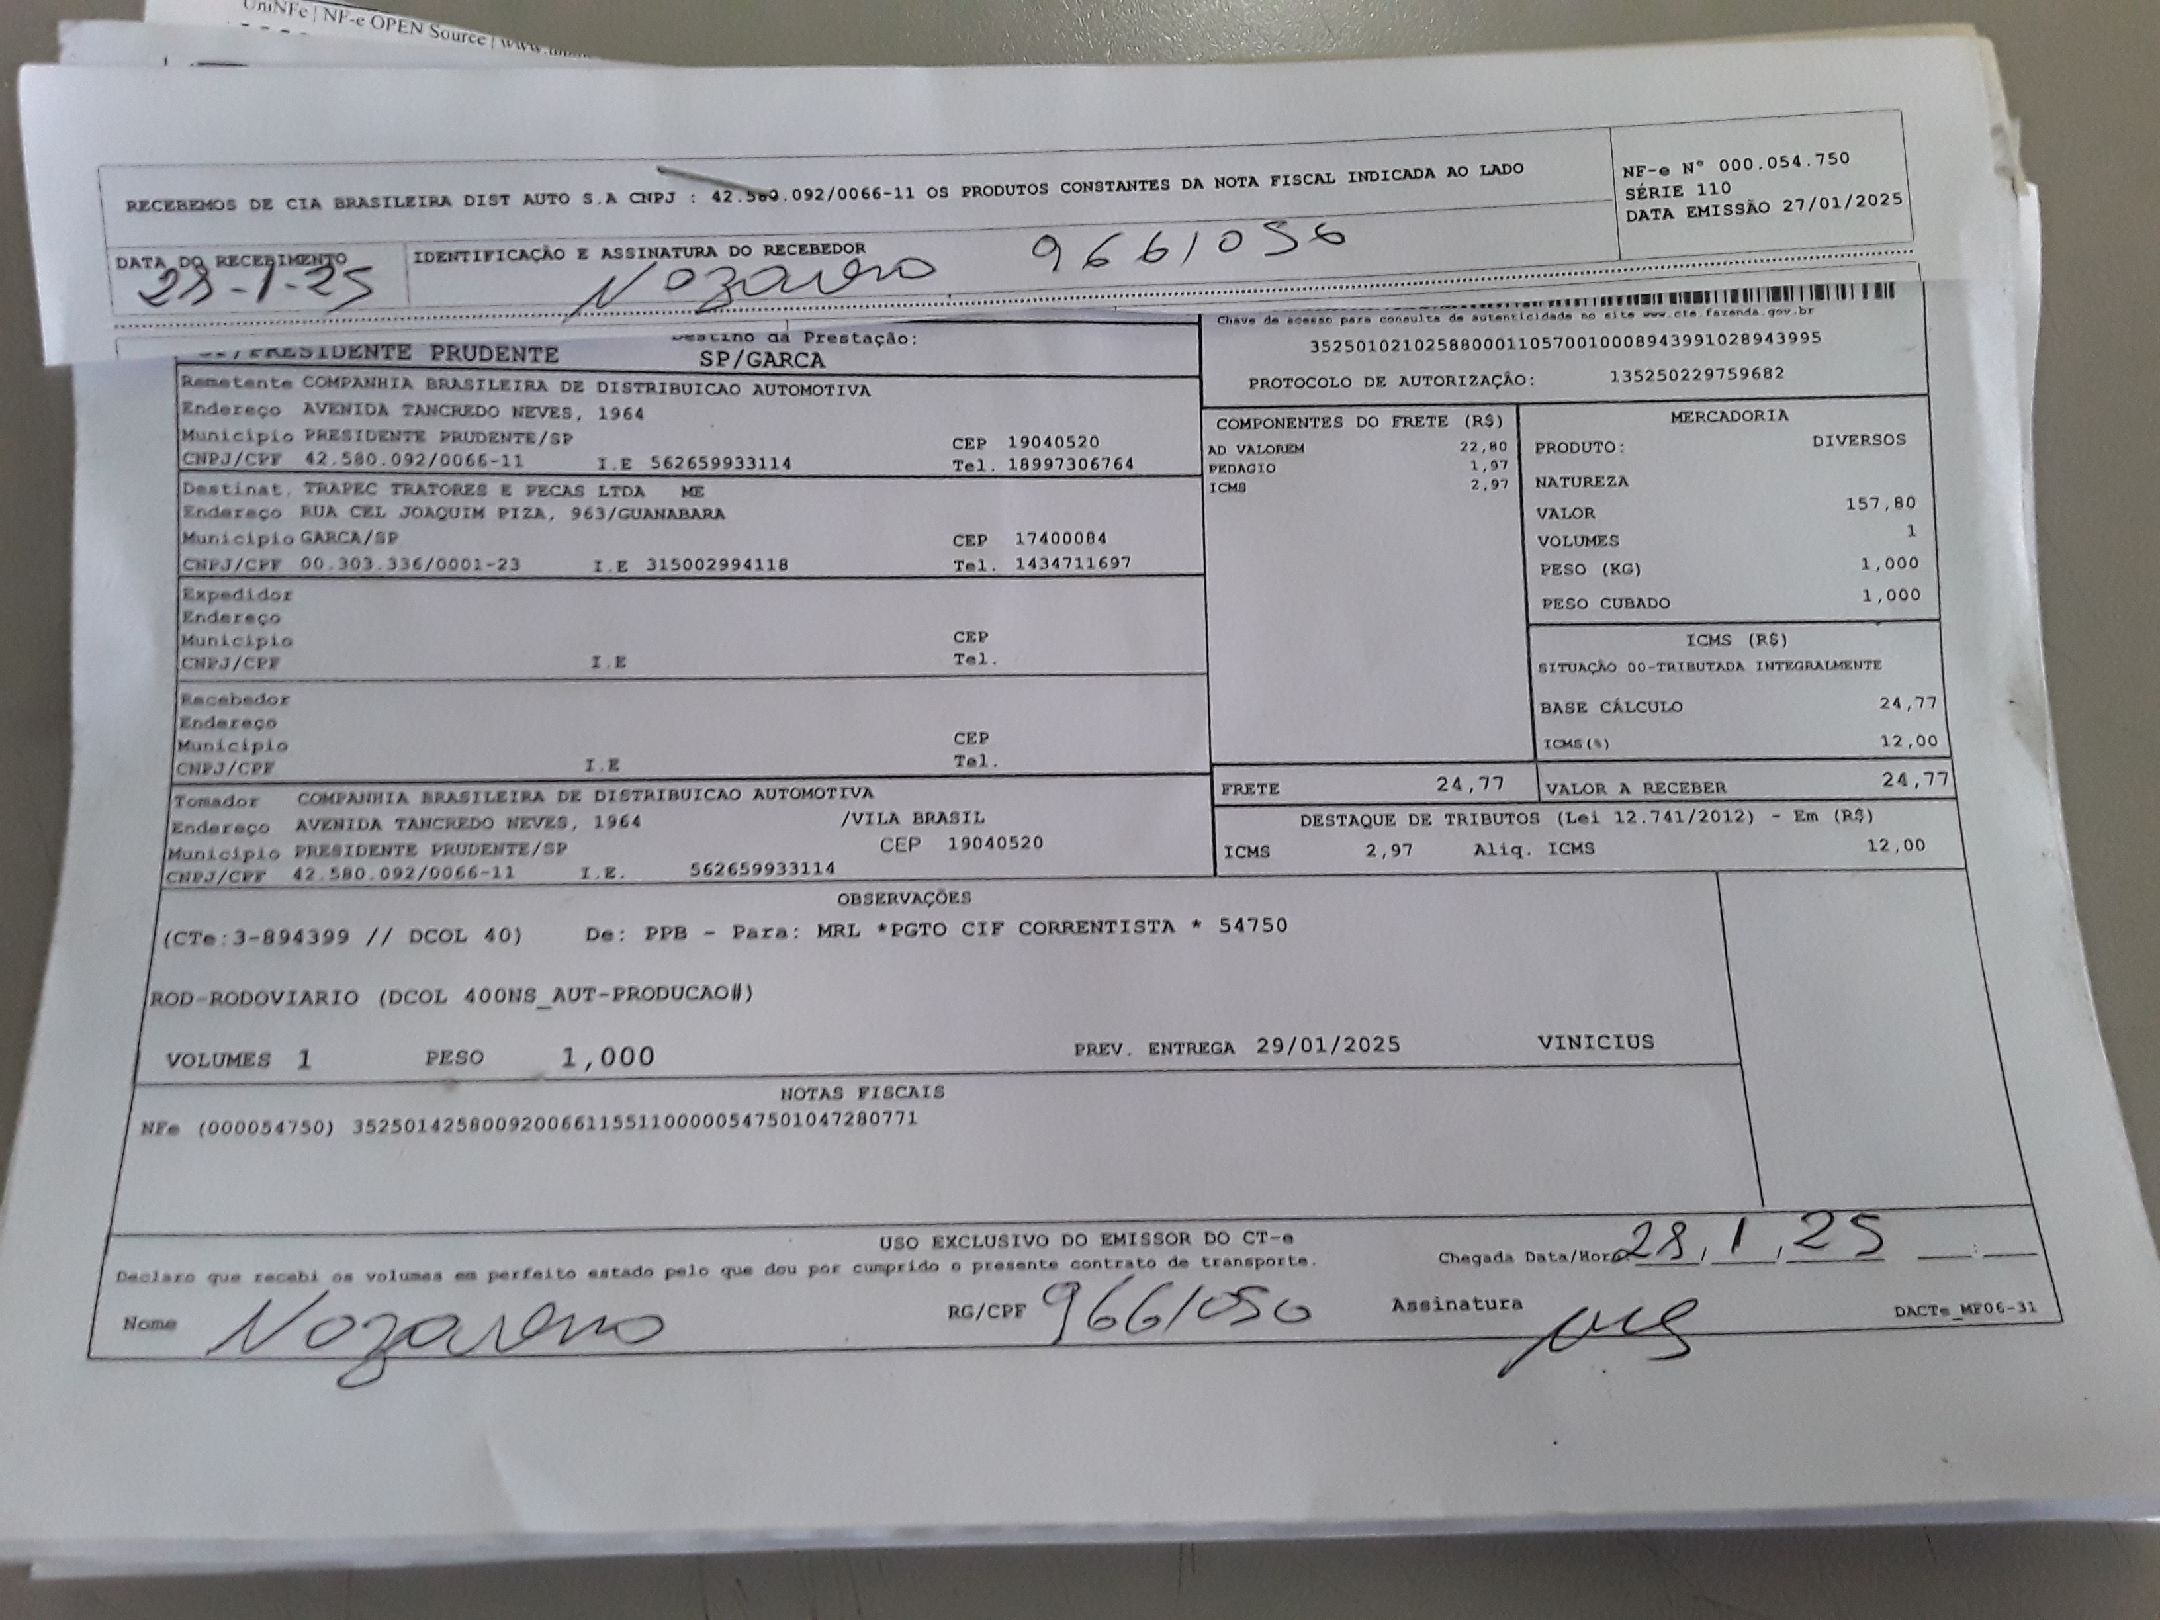 UniNFe | NF-e OPEN Source | www.
RECEBEMOS DE CIA BRASILEIRA DIST AUTO S.A CNPJ : 42.580.092/0066-11 OS PRODUTOS CONSTANTES DA NOTA FISCAL INDICADA AO LADO
NF-e N° 000.054.750
SÉRIE 110
DATA EMISSÃO 27/01/2025
DATA DO RECEBIMENTO
28-1-25
IDENTIFICAÇÃO E ASSINATURA DO RECEBEDOR
Nozareno 9661056
PRESIDENTE PRUDENTE
Destino da Prestação:
SP/GARCA
Chave de acesso para consulta de autenticidade no site www.cte.fazenda.gov.br
35250102102588000110570010008943991028943995
PROTOCOLO DE AUTORIZAÇÃO: 135250229759682
Remetente COMPANHIA BRASILEIRA DE DISTRIBUICAO AUTOMOTIVA
Endereço AVENIDA TANCREDO NEVES, 1964
Município PRESIDENTE PRUDENTE/SP CEP 19040520
CNPJ/CPF 42.580.092/0066-11 I.E 562659933114 Tel. 18997306764
Destinat. TRAPEC TRATORES E PECAS LTDA ME
Endereço RUA CEL JOAQUIM PIZA, 963/GUANABARA
Município GARCA/SP CEP 17400084
CNPJ/CPF 00.303.336/0001-23 I.E 315002994118 Tel. 1434711697
Expedidor
Endereço
Município CEP
CNPJ/CPF I.E Tel.
Recebedor
Endereço
Município CEP
CNPJ/CPF I.E Tel.
Tomador COMPANHIA BRASILEIRA DE DISTRIBUICAO AUTOMOTIVA
Endereço AVENIDA TANCREDO NEVES, 1964 /VILA BRASIL
Município PRESIDENTE PRUDENTE/SP CEP 19040520
CNPJ/CPF 42.580.092/0066-11 I.E. 562659933114
COMPONENTES DO FRETE (R$)
AD VALOREM 22,80
PEDAGIO 1,97
ICMS 2,97
MERCADORIA
PRODUTO: DIVERSOS
NATUREZA
VALOR 157,80
VOLUMES 1
PESO (KG) 1,000
PESO CUBADO 1,000
ICMS (R$)
SITUAÇÃO 00-TRIBUTADA INTEGRALMENTE
BASE CÁLCULO 24,77
ICMS(%) 12,00
FRETE 24,77
VALOR A RECEBER 24,77
DESTAQUE DE TRIBUTOS (Lei 12.741/2012) - Em (R$)
ICMS 2,97 Aliq. ICMS 12,00
OBSERVAÇÕES
(CTe:3-894399 // DCOL 40) De: PPB - Para: MRL *PGTO CIF CORRENTISTA * 54750
ROD-RODOVIARIO (DCOL 400NS_AUT-PRODUCAO#)
VOLUMES 1 PESO 1,000 PREV. ENTREGA 29/01/2025 VINICIUS
NOTAS FISCAIS
NFe (000054750) 35250142580092006611551100000547501047280771
USO EXCLUSIVO DO EMISSOR DO CT-e
Declaro que recebi os volumes em perfeito estado pelo que dou por cumprido o presente contrato de transporte.
Chegada Data/Hora 28/1/25 __:__
Nome Nozareno RG/CPF 9661050 Assinatura
DACTe_MF06-31